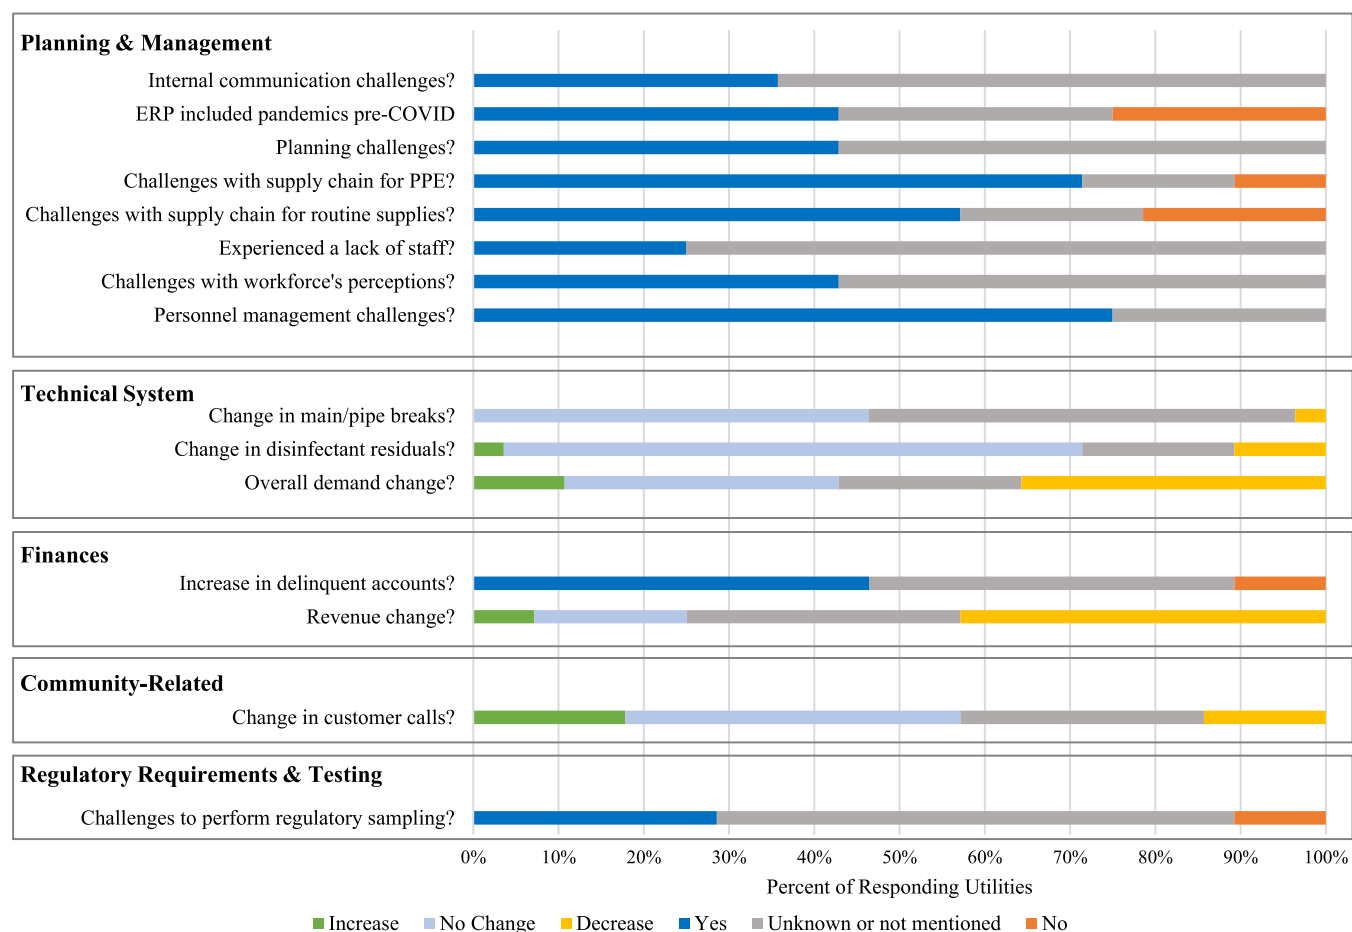 Planning & Management
Internal communication challenges?
ERP included pandemics pre-COVID
Planning challenges?
Challenges with supply chain for PPE?
Challenges with supply chain for routine supplies?
Experienced a lack of staff?
Challenges with workforce's perceptions?
Personnel management challenges?
Technical System
Change in main/pipe breaks?
Change in disinfectant residuals?
Overall demand change?
Finances
Increase in delinquent accounts?
Revenue change?
Community-Related
Change in customer calls?
Regulatory Requirements & Testing
Challenges to perform regulatory sampling?
0% 10% 20% 30% 40% 50% 60% 70% 80% 90% 100%
Percent of Responding Utilities
Increase No Change Decrease Yes Unknown or not mentioned No